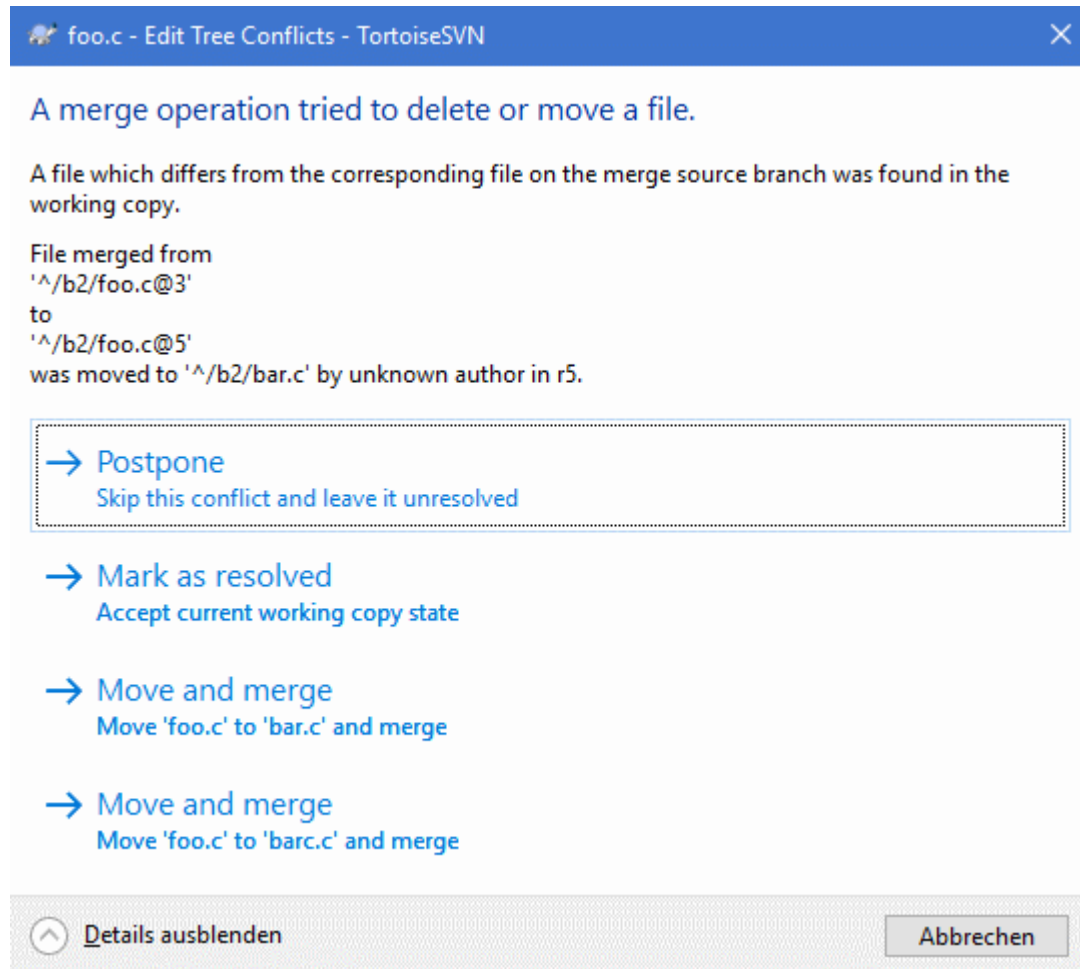 foo.c - Edit Tree Conflicts - TortoiseSVN
A merge operation tried to delete or move a file.
A file which differs from the corresponding file on the merge source branch was found in the
working copy.
File merged from
'^/b2/foo.c@3'
to
'^/b2/foo.c@5'
was moved to '^/b2/bar.c' by unknown author in r5.
Postpone
Skip this conflict and leave it unresolved
Mark as resolved
Accept current working copy state
Move and merge
Move 'foo.c' to 'bar.c' and merge
Move and merge
Move 'foo.c' to 'barc.c' and merge
Details ausblenden
Abbrechen